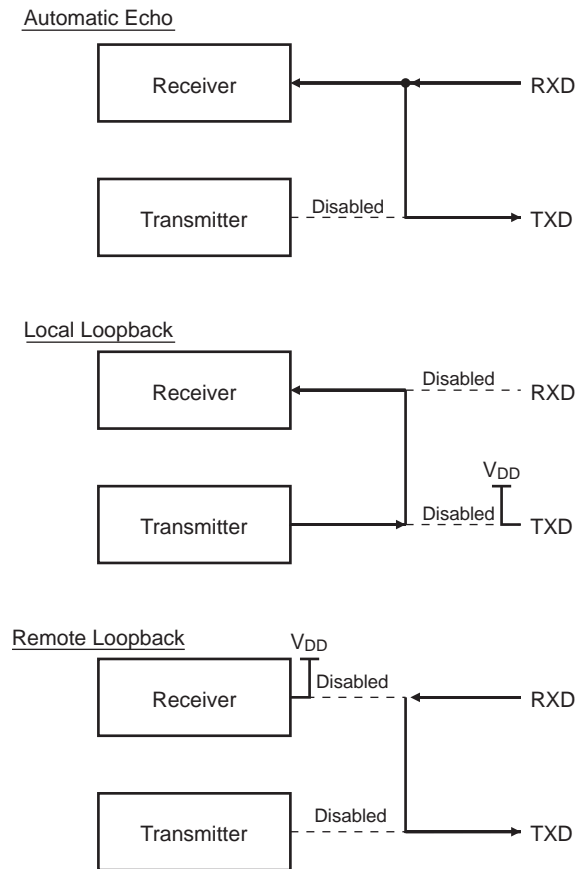 Automatic Echo
Receiver
RXD
Transmitter
Disabled
TXD
Local Loopback
Receiver
Disabled
RXD
VDD
Transmitter
Disabled
TXD
Remote Loopback
VDD
Receiver
Disabled
RXD
Transmitter
Disabled
TXD